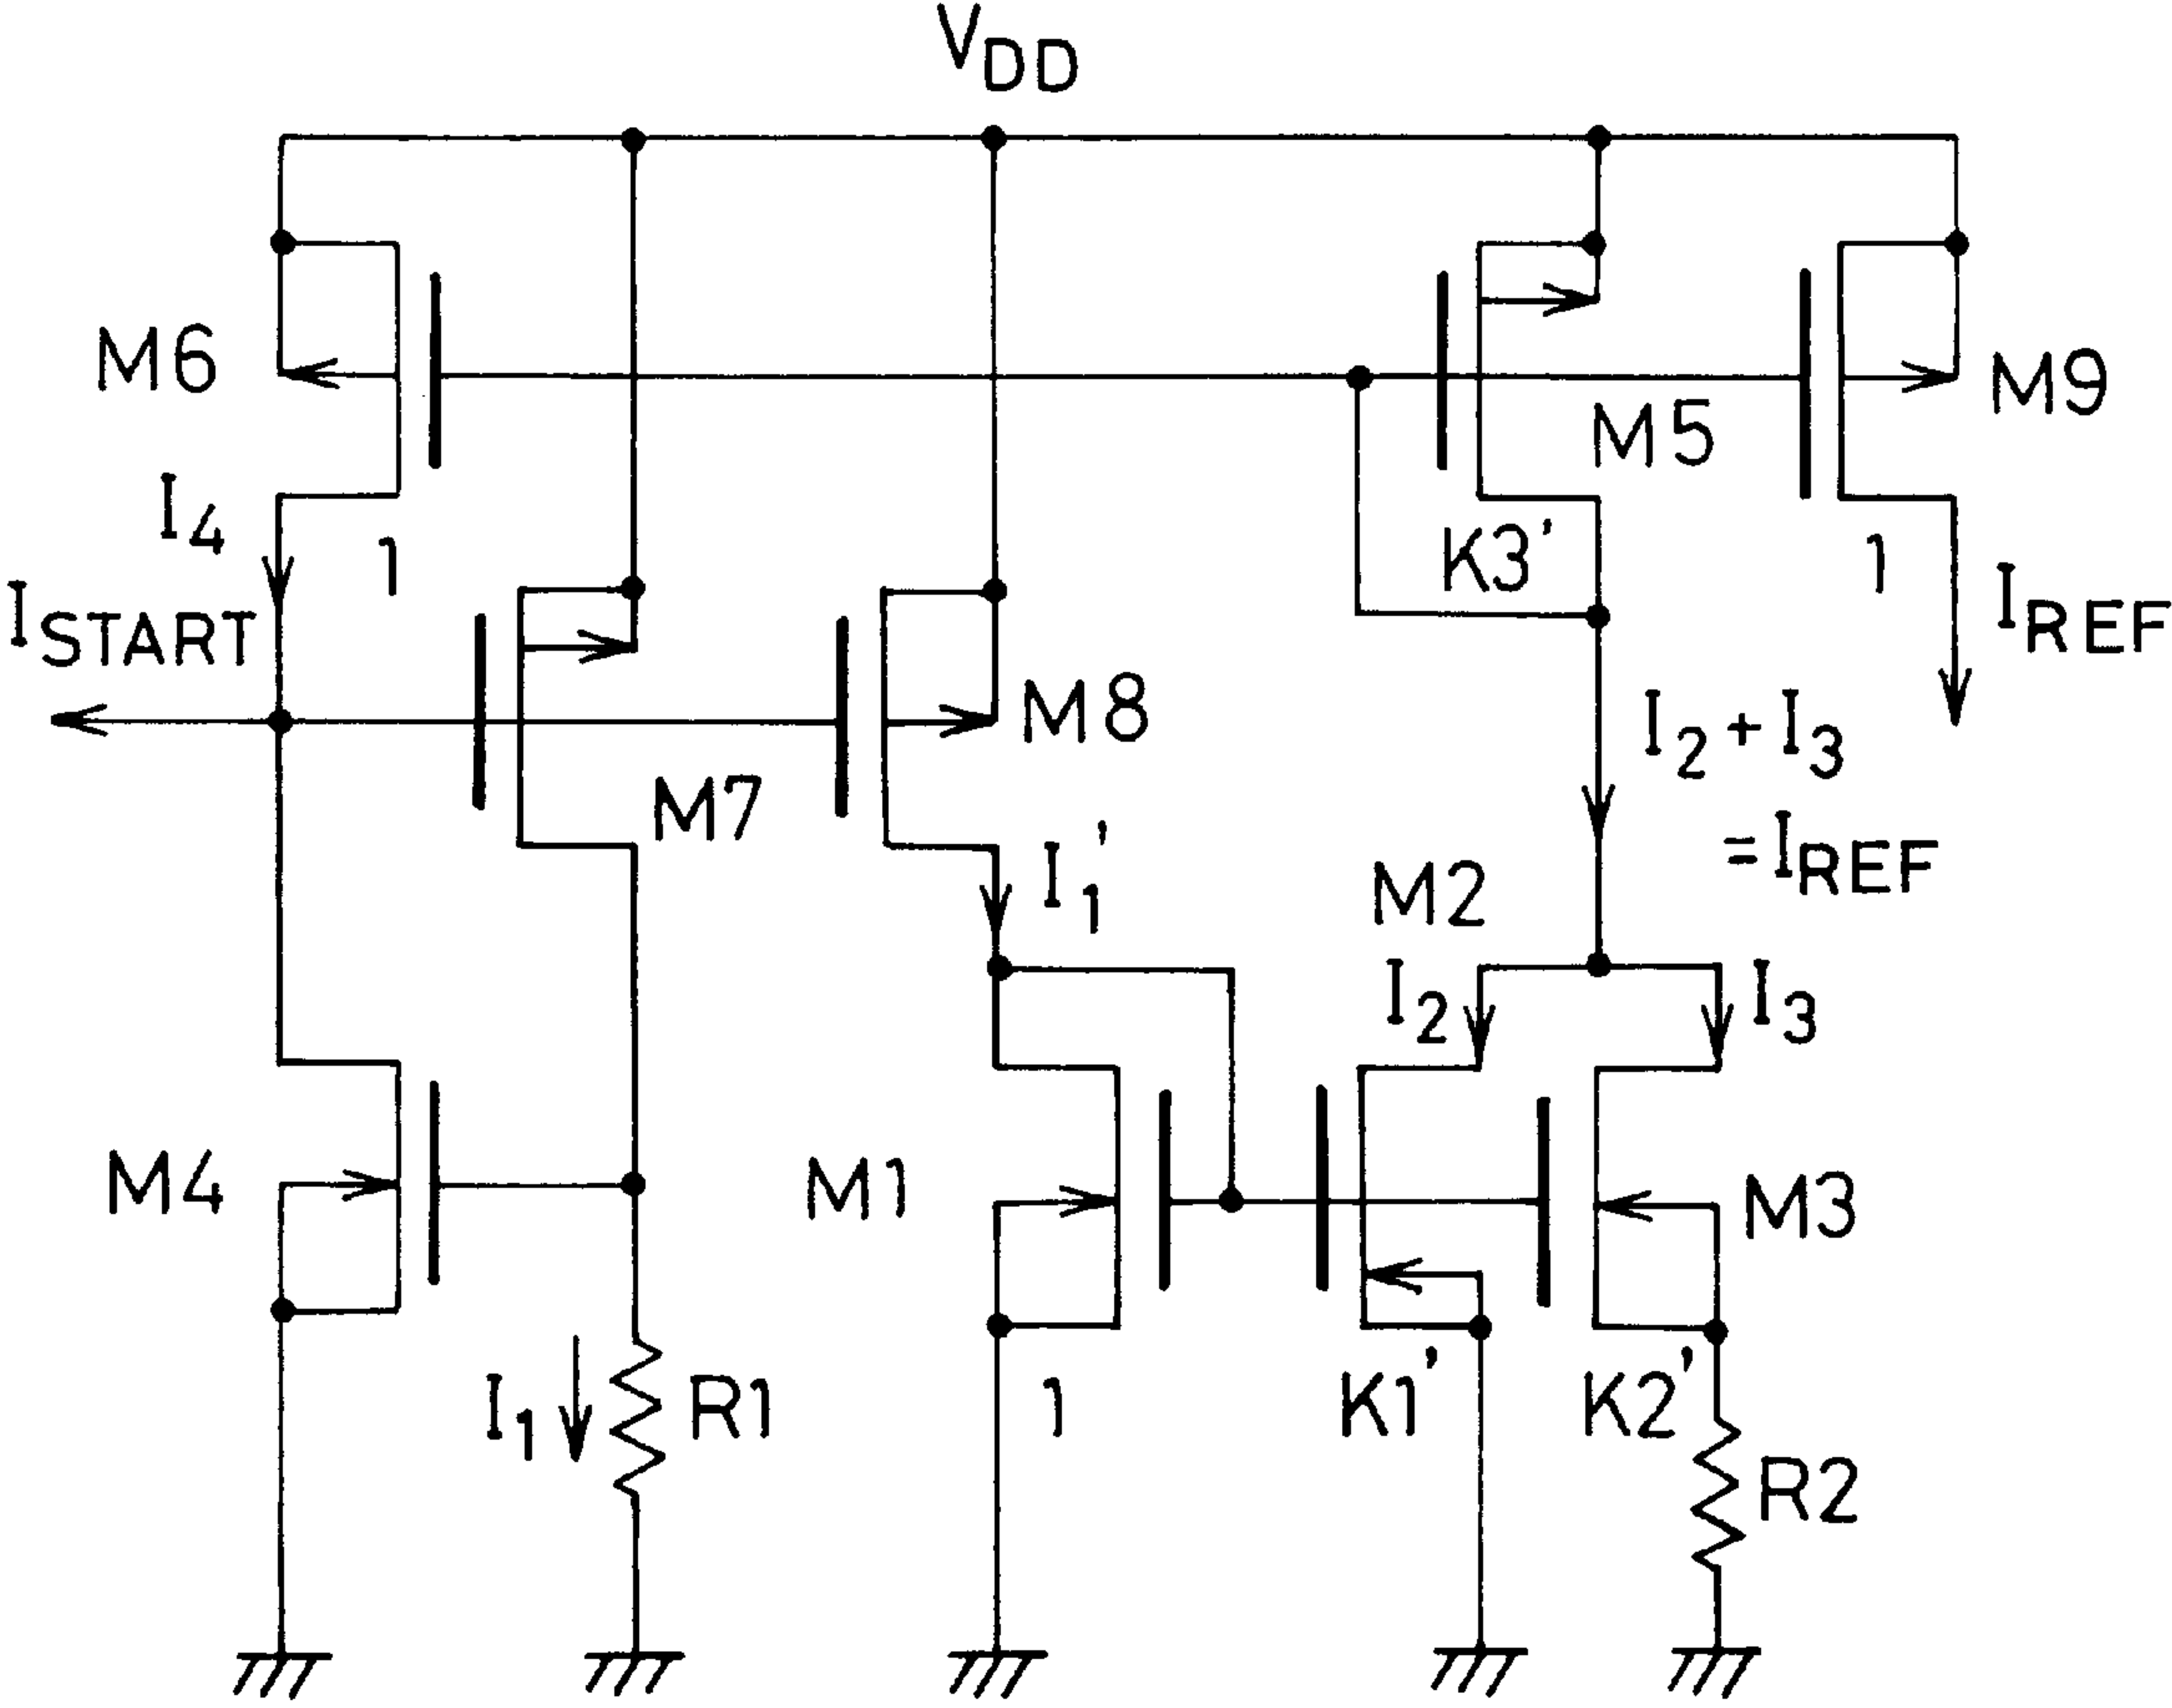 VDD
M6
M5
M9
I4
1
K3'
1
ISTART
IREF
M8
I2+I3
M7
=IREF
I1'
M2
I2
I3
M4
M1
M3
I1
R1
1
K1'
K2'
R2